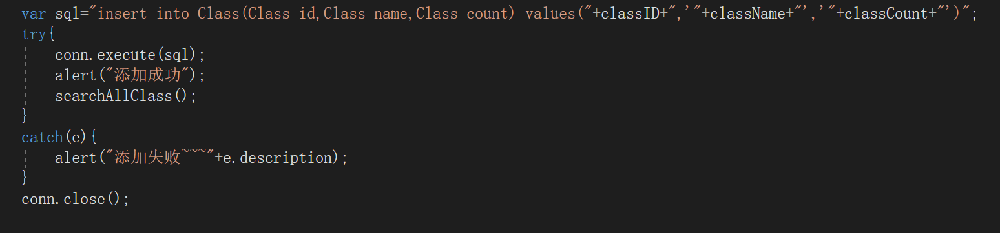 var sql="insert into Class(Class_id,Class_name,Class_count) values("+classID+",'"+className+"','"+classCount+"')";
try{
conn.execute(sql);
alert("添加成功");
searchAllClass();
}
catch(e){
alert("添加失败~~~"+e.description);
}
conn.close();